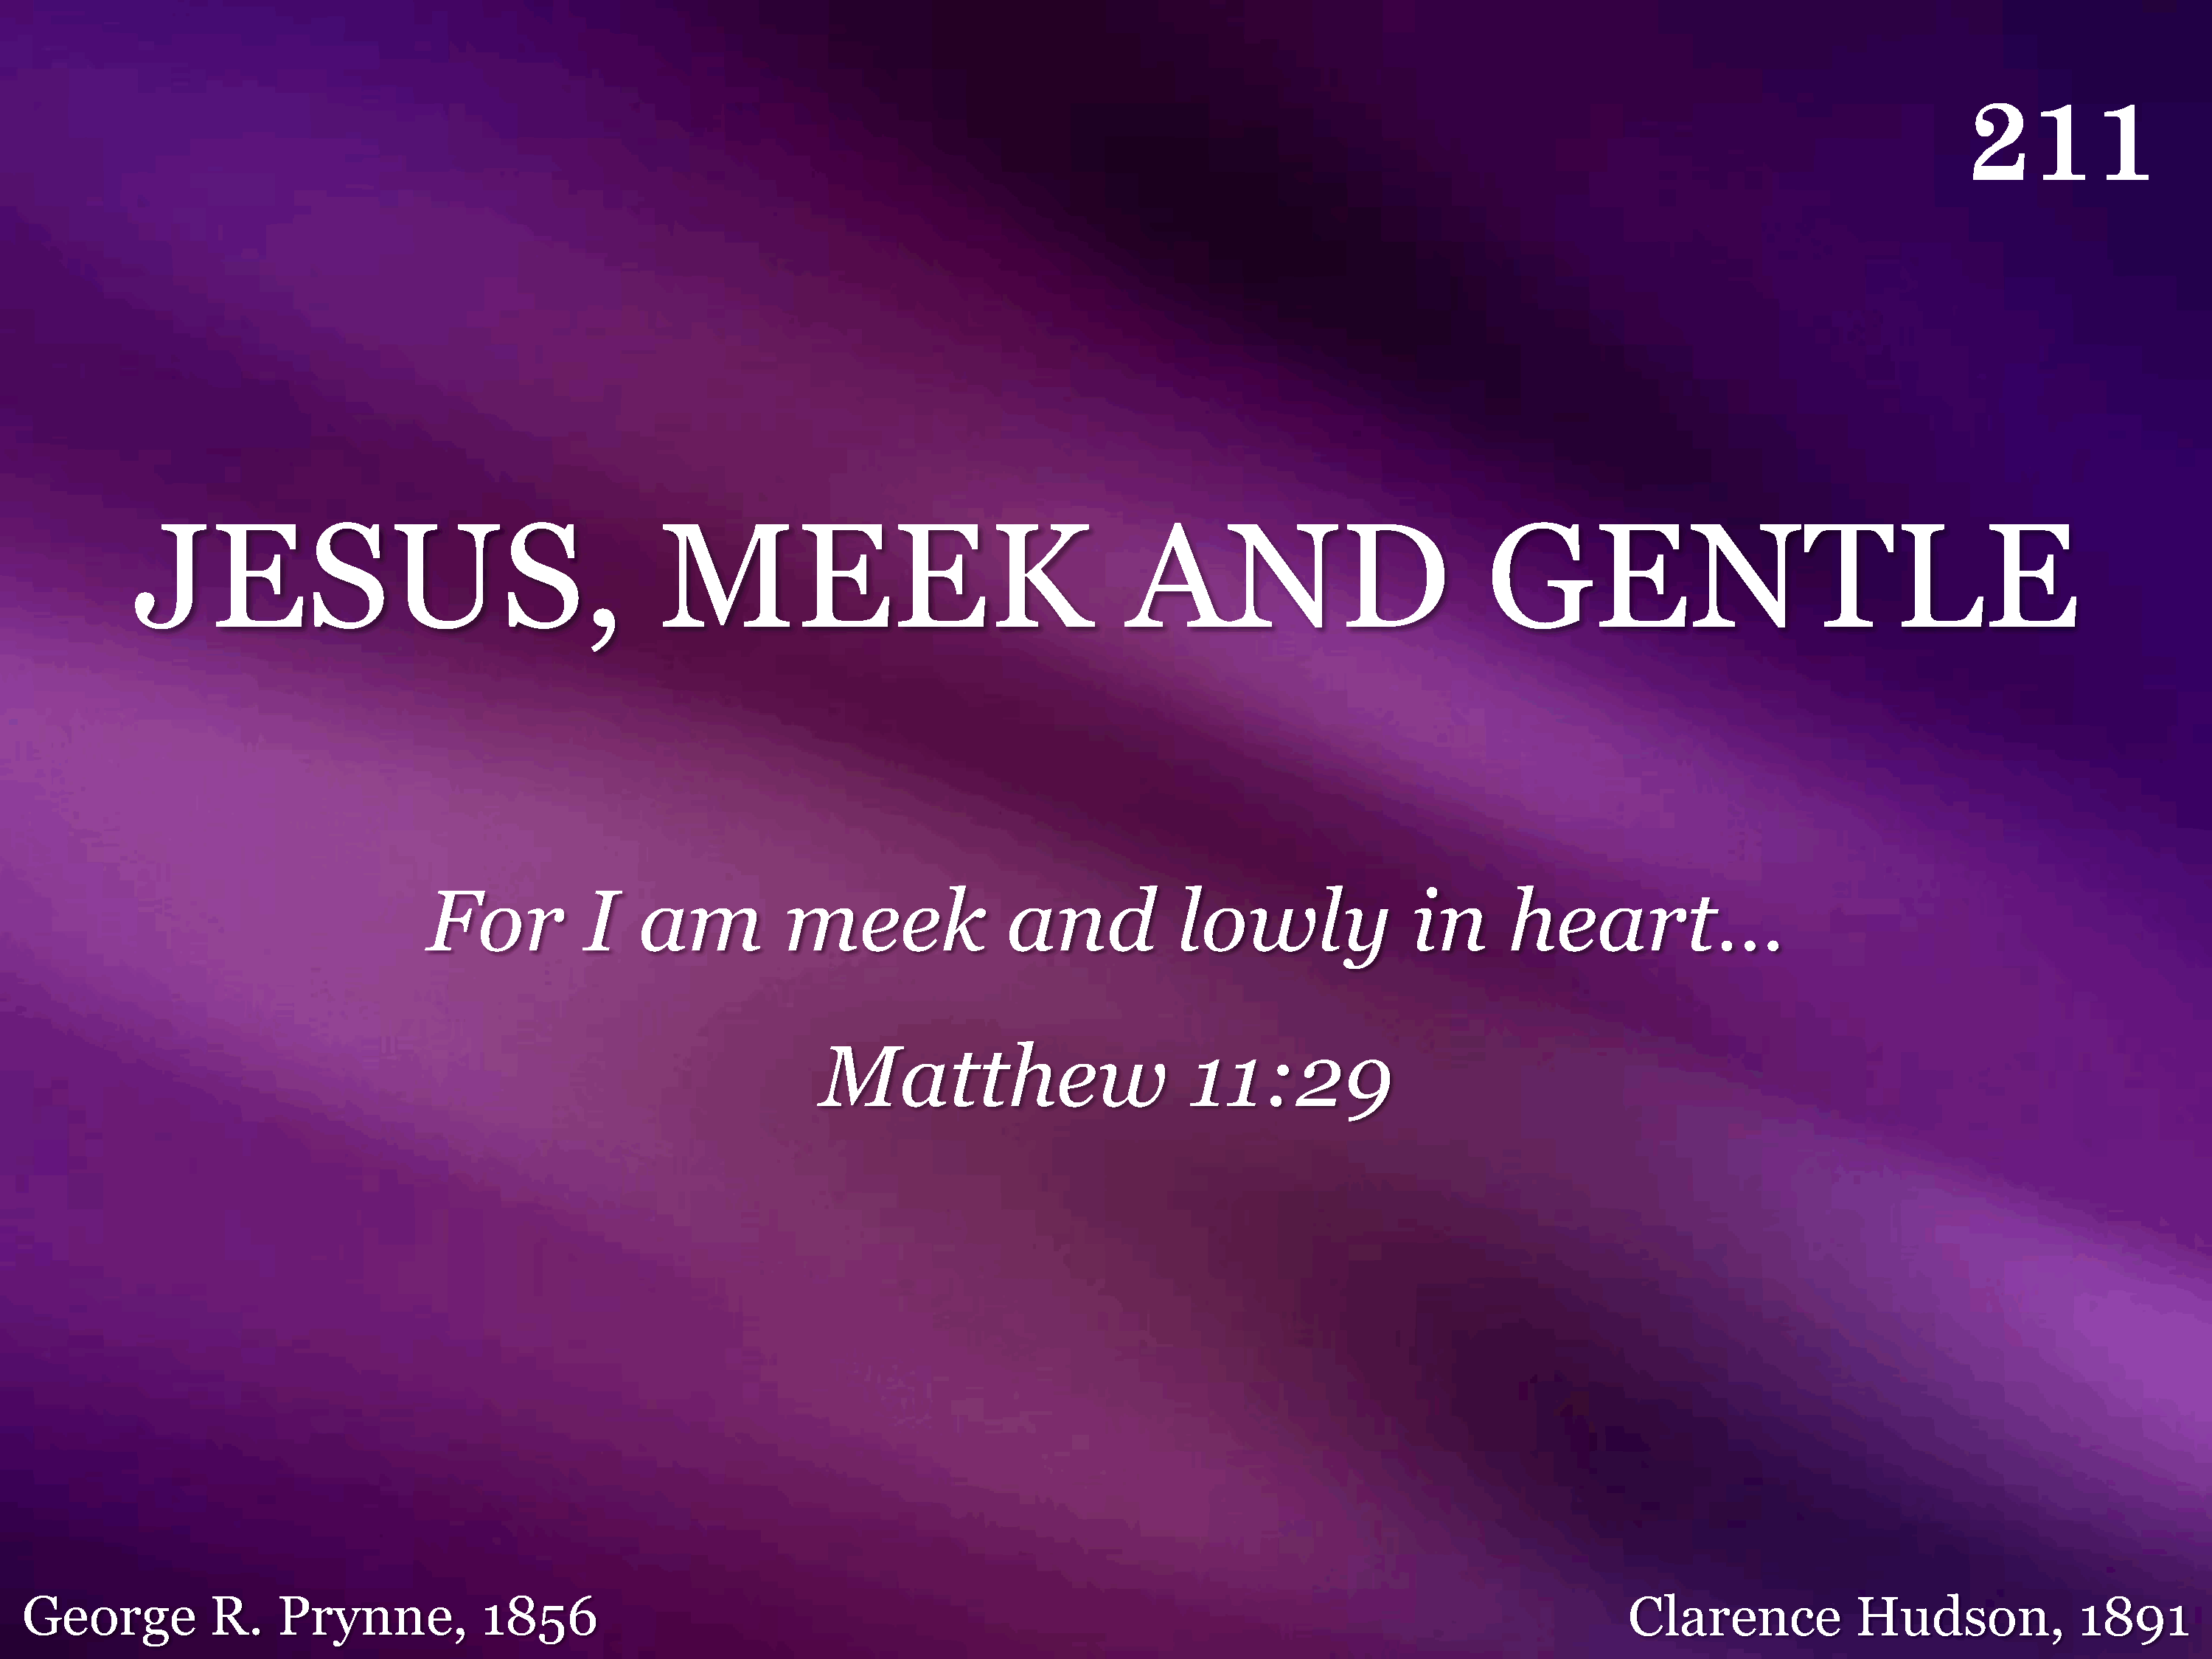 211
JESUS, MEEK AND GENTLE
For I am meek and lowly in heart...
Matthew 11:29
George R. Prynne, 1856
Clarence Hudson, 1891